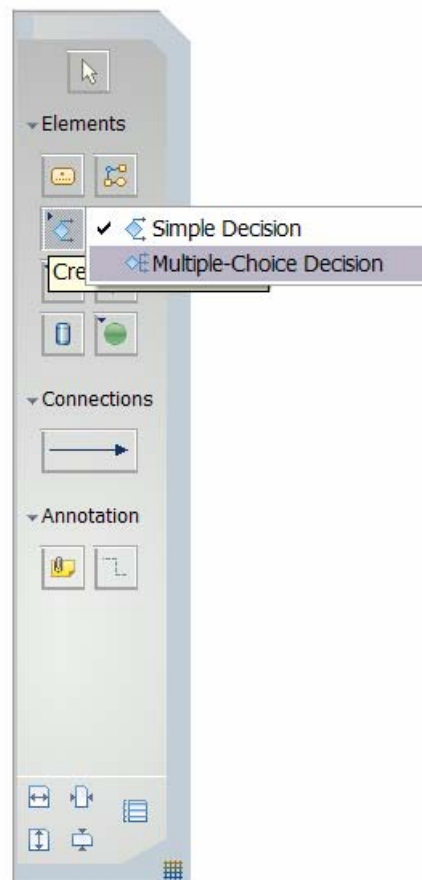 Elements
Simple Decision
Multiple-Choice Decision
Cre
Connections
Annotation